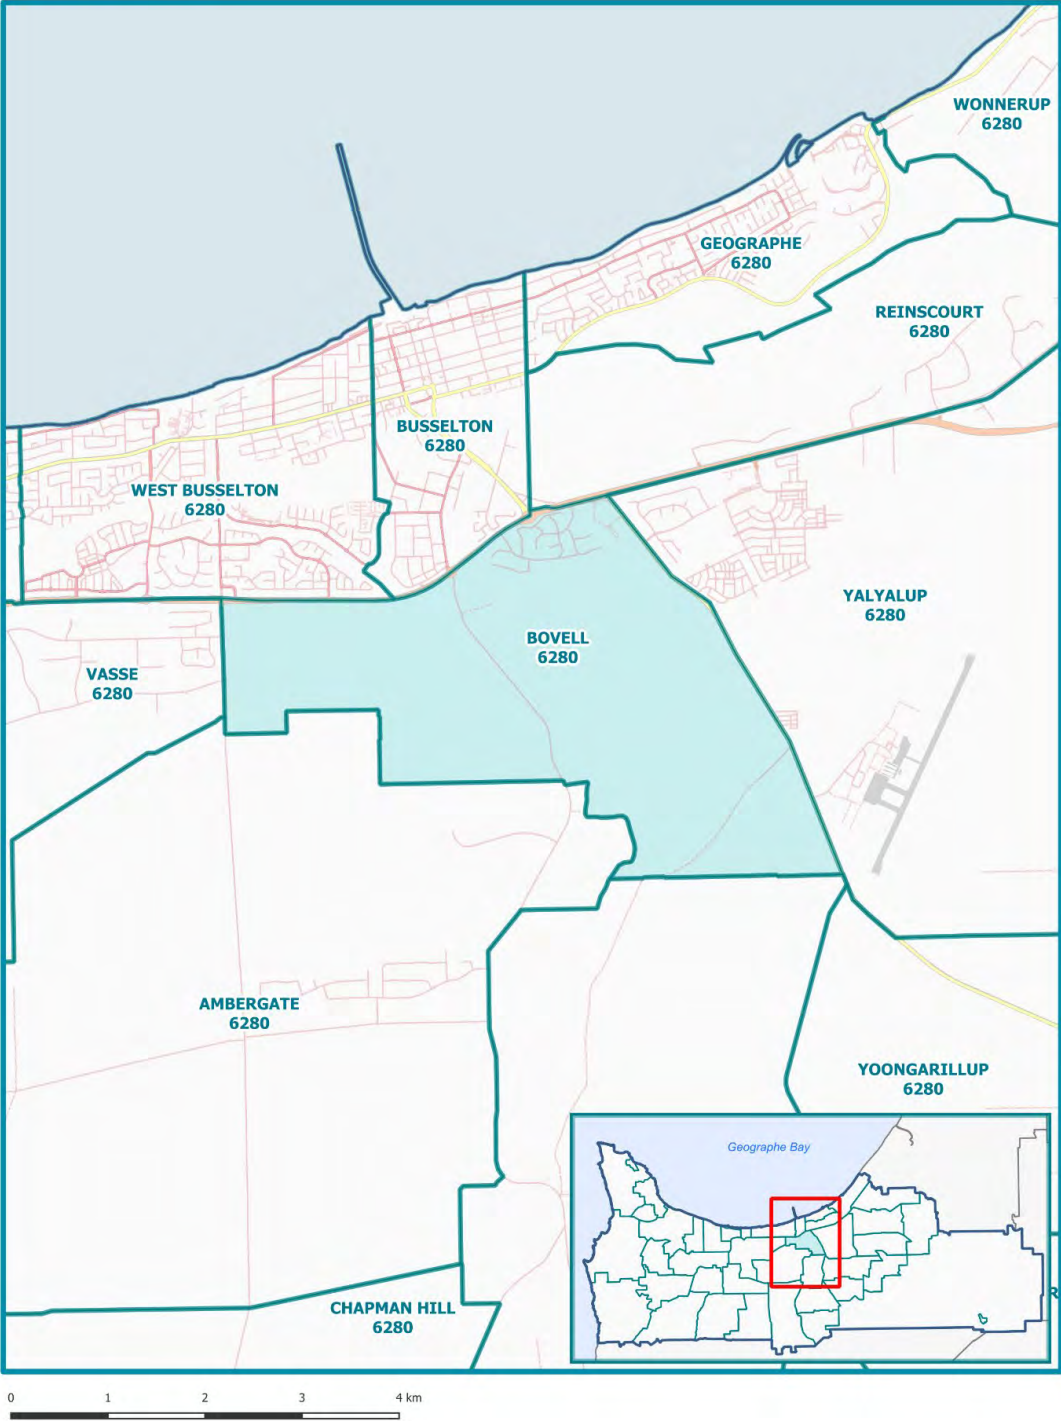 WONNERUP
6280
GEOGRAPHE
6280
REINSCOURT
6280
BUSSELTON
6280
WEST BUSSELTON
6280
YALYALUP
6280
BOVELL
6280
VASSE
6280
AMBERGATE
6280
YOONGARILLUP
6280
Geographe Bay
R
CHAPMAN HILL
6280
0 1 2 3 4 km